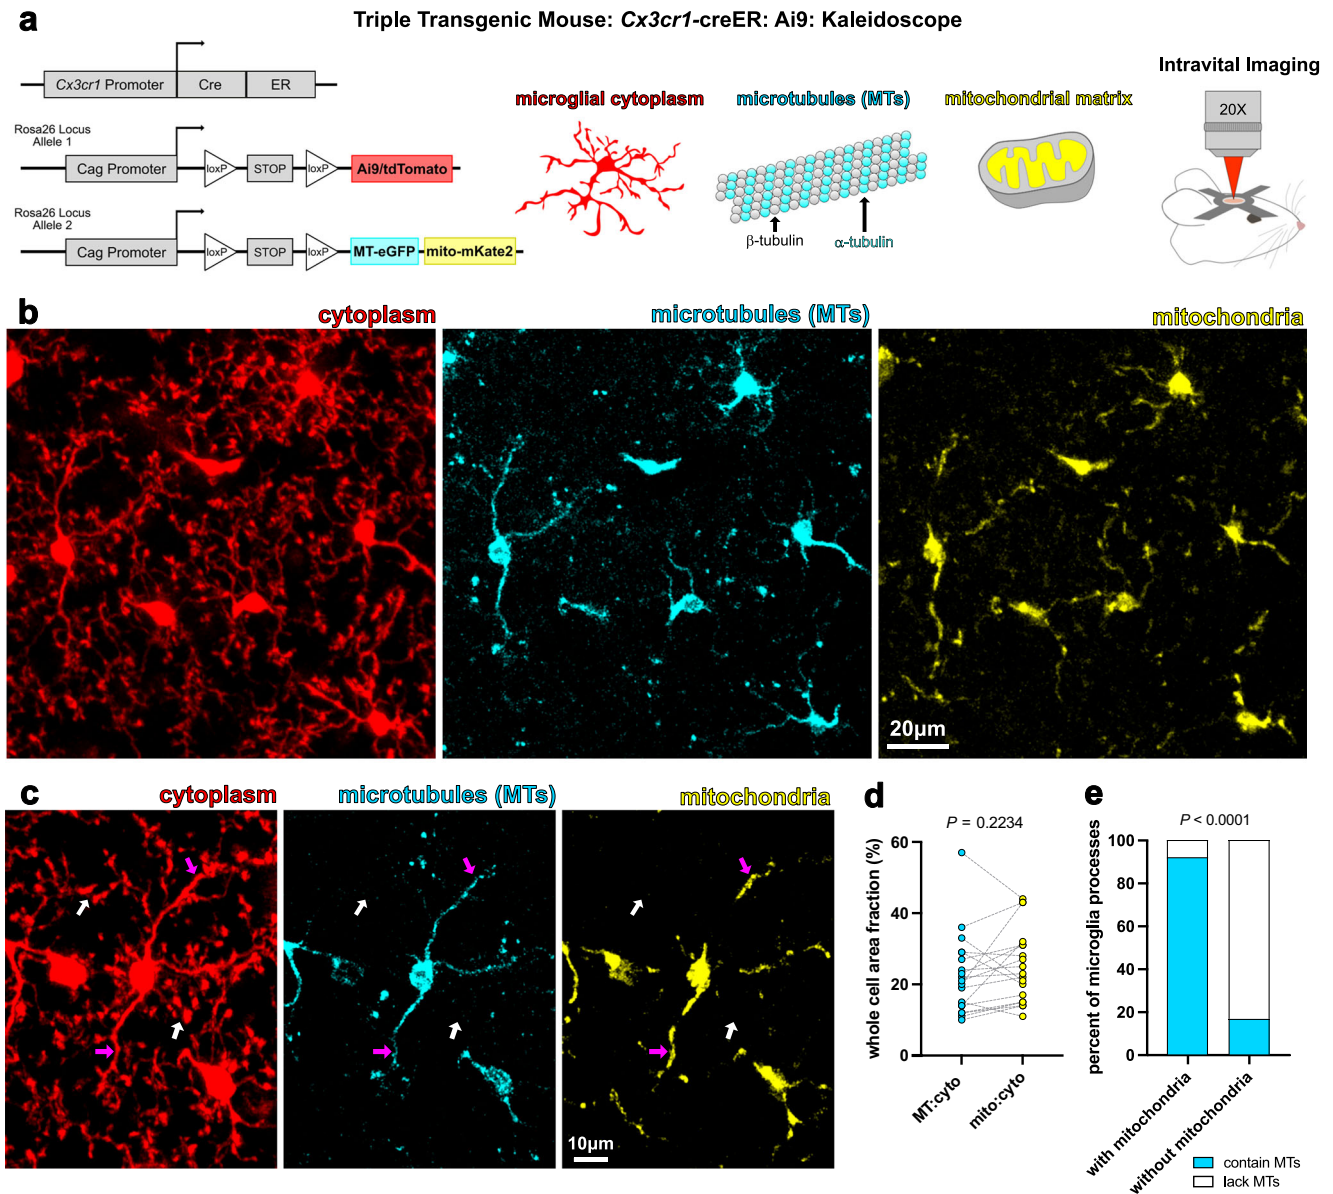 a
Triple Transgenic Mouse: Cx3cr1-creER: Ai9: Kaleidoscope
Cx3cr1 Promoter
Cre
ER
Rosa26 Locus
Allele 1
Cag Promoter
loxP
STOP
loxP
Ai9/tdTomato
Rosa26 Locus
Allele 2
Cag Promoter
loxP
STOP
loxP
MT-eGFP
mito-mKate2
microglial cytoplasm
microtubules (MTs)
β-tubulin
α-tubulin
mitochondrial matrix
Intravital Imaging
20X
b
cytoplasm
microtubules (MTs)
mitochondria
20µm
c
cytoplasm
microtubules (MTs)
mitochondria
10µm
d
P = 0.2234
whole cell area fraction (%)
60
40
20
0
MT:cyto
mito:cyto
e
P < 0.0001
percent of microglia processes
100
80
60
40
20
0
with mitochondria
without mitochondria
contain MTs
lack MTs